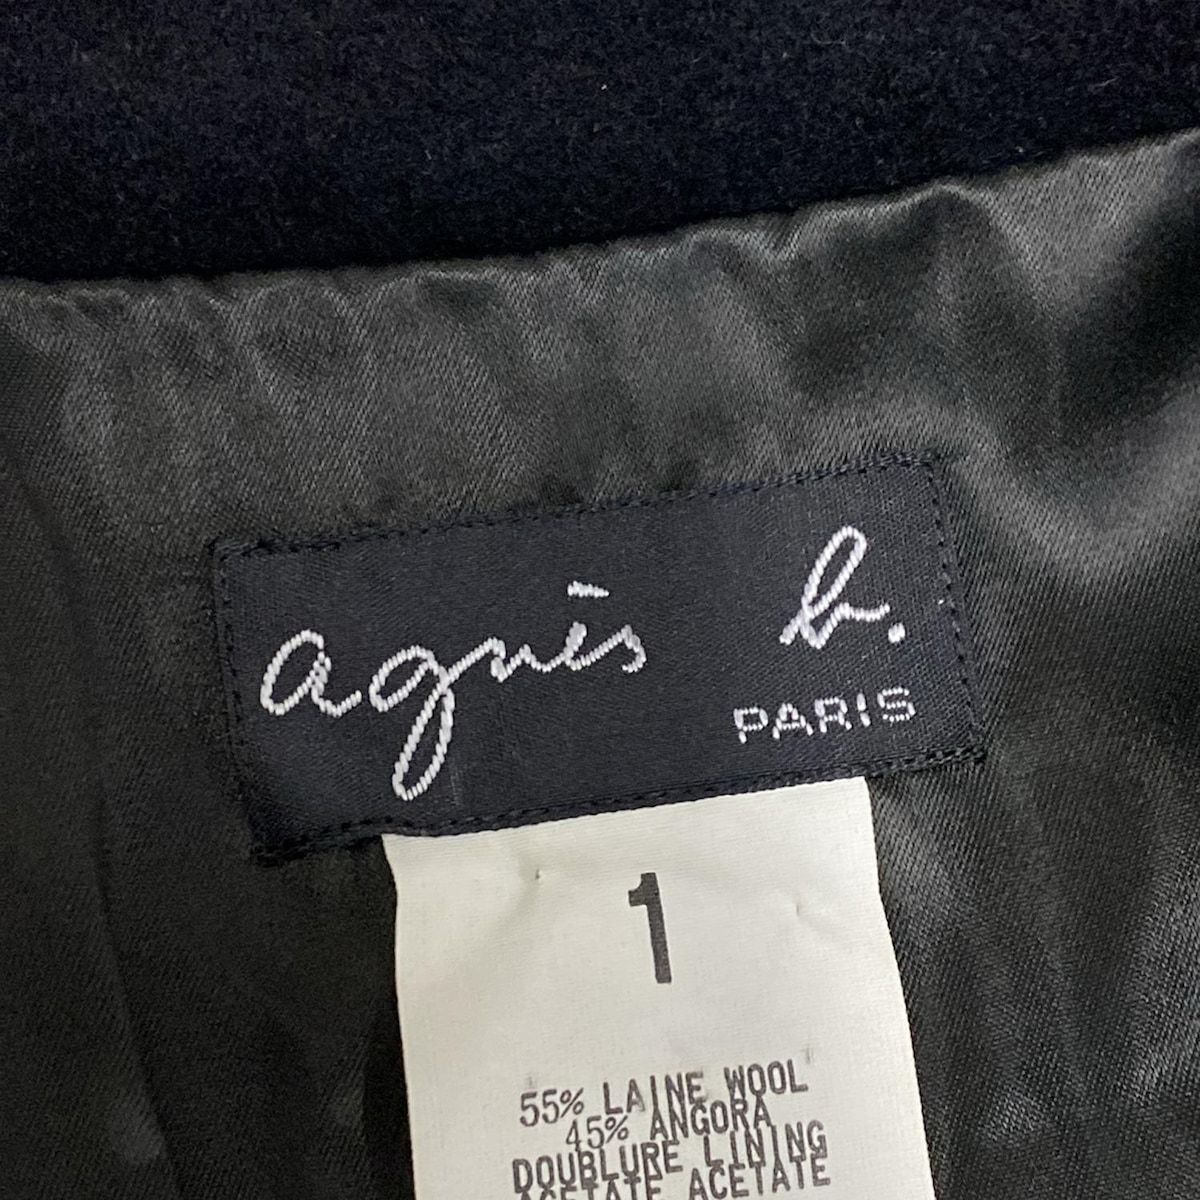 agnès b.
PARIS
1
55% LAINE WOOL
45% ANGORA
DOUBLURE LINING
ACETATE ACETATE